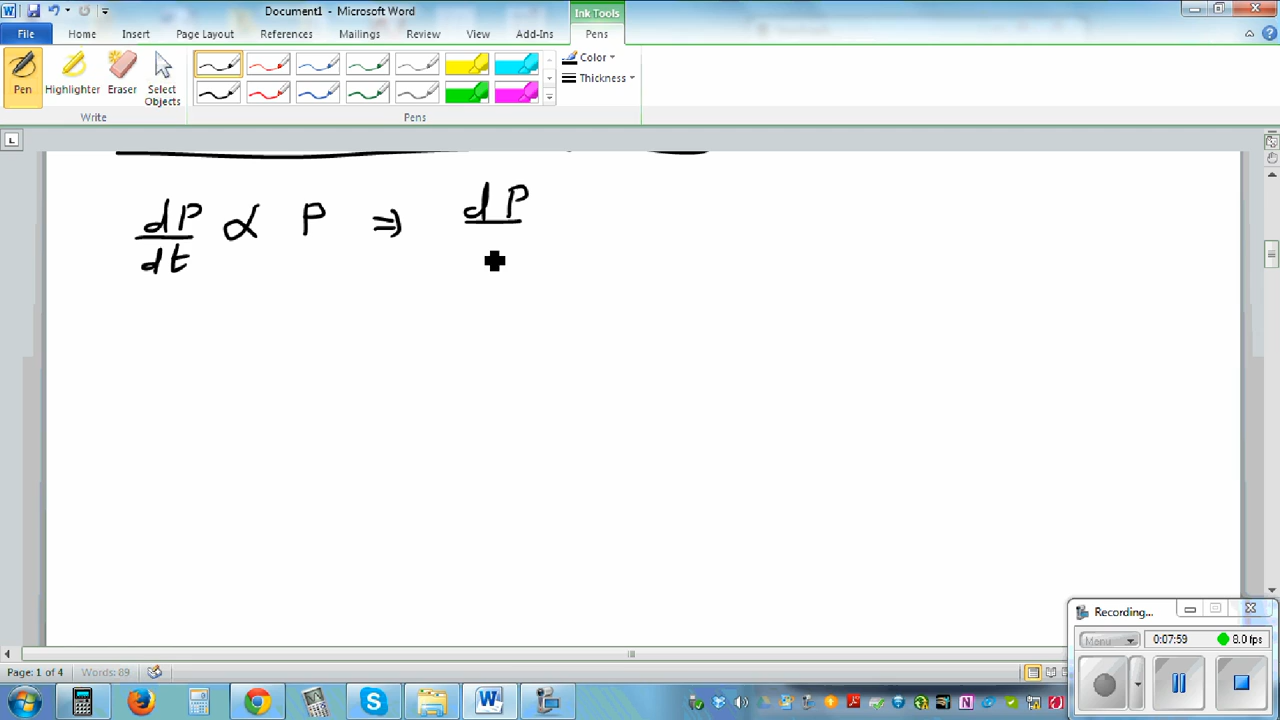 Document1 - Microsoft Word
Ink Tools
File Home Insert Page Layout References Mailings Review View Add-Ins Pens
Pen Highlighter Eraser Select Objects
Color
Thickness
Write Pens
dP/dt ∝ P ⇒ dP
Recording...
Menu 0:07:59 8.0 fps
Page: 1 of 4 Words: 89